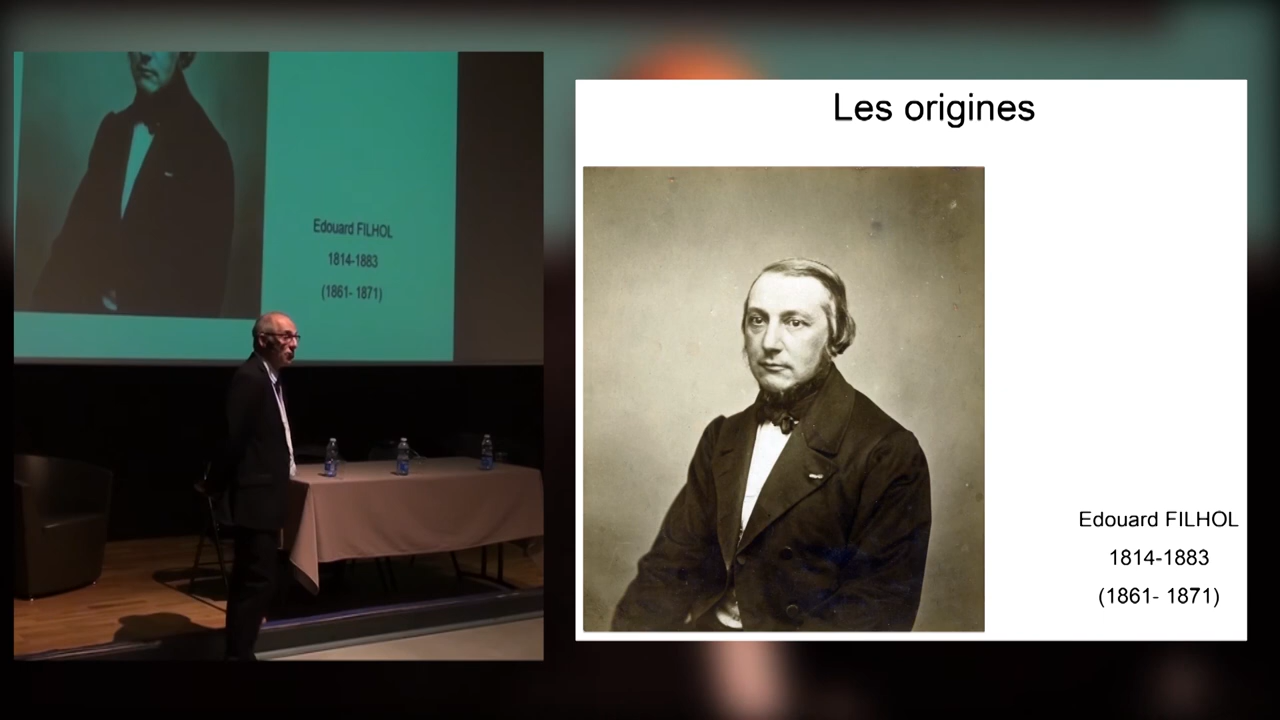 Edouard FILHOL
1814-1883
(1861- 1871)
Les origines
Edouard FILHOL
1814-1883
(1861- 1871)